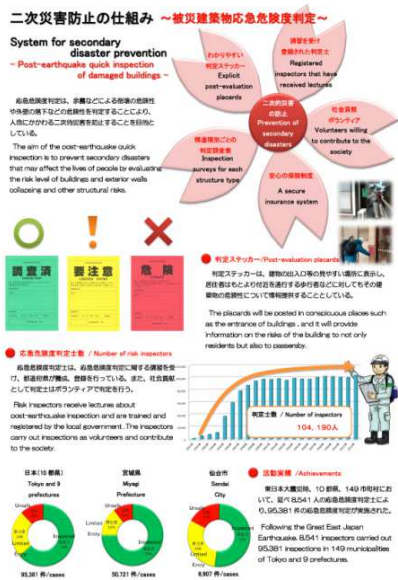 二次災害防止の仕組み ～被災建築物応急危険度判定～
System for secondary
disaster prevention
- Post-earthquake quick inspection
of damaged buildings -
応急危険度判定は、余震などによる倒壊の危険性
や外壁の落下などの危険性を判定することにより、
人命にかかわる二次的災害を防止することを目的と
している。
The aim of the post-earthquake quick
inspection is to prevent secondary disasters
that may affect the lives of people by evaluating
the risk level of buildings and exterior walls
collapsing and other structural risks.
わかりやすい
判定ステッカー
Explicit
post-evaluation
placards
講習を受け
登録された判定士
Registered
inspectors that have
received lectures
二次的災害
の防止
Prevention of
secondary
disasters
社会貢献
ボランティア
Volunteers willing
to contribute to the
society
構造種別ごとの
判定調査表
Inspection
surveys for each
structure type
安心の保険制度
A secure
insurance system
調査済
要注意
危険
判定ステッカー/Post-evaluation placards
判定ステッカーは、建物の出入口等の見やすい場所に表示し、
居住者はもとより付近を通行する歩行者などに対してもその建
築物の危険性について情報提供することとしている。
The placards will be posted in conspicuous places such
as the entrance of buildings, and it will provide
information on the risks of the building to not only
residents but also to passersby.
応急危険度判定士数 / Number of risk inspectors
応急危険度判定士は、応急危険度判定に関する講習を受
け、都道府県が養成、登録を行っている。また、社会貢献
として判定士はボランティアで判定を行う。
Risk inspectors receive lectures about
post-earthquake inspection and are trained and
registered by the local government. The inspectors
carry out inspections as volunteers and contribute
to the society.
判定士数 / Number of inspectors
104,190人
日本(10都県)
Tokyo and 9
prefectures
宮城県
Miyagi
Prefecture
仙台市
Sendai
City
Unsafe
Limited
Entry
Inspected
95,381 件/cases
Unsafe
Limited
Entry
Inspected
50,721 件/cases
Unsafe
Limited
Entry
Inspected
8,907 件/cases
活動実績 /Achievements
東日本大震災後、10都県、149市町村にお
いて、延べ8,541人の応急危険度判定士によ
り、95,381件の応急危険度判定が実施された。
Following the Great East Japan
Earthquake, 8,541 inspectors carried out
95,381 inspections in 149 municipalities
of Tokyo and 9 prefectures.